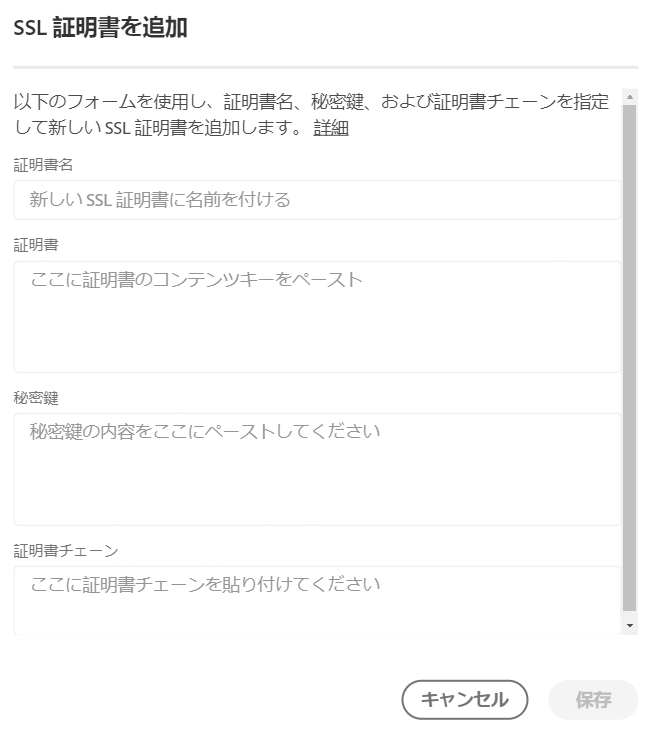 SSL 証明書を追加
以下のフォームを使用し、証明書名、秘密鍵、および証明書チェーンを指定
して新しい SSL 証明書を追加します。 詳細
証明書名
新しい SSL 証明書に名前を付ける
証明書
ここに証明書のコンテンツキーをペースト
秘密鍵
秘密鍵の内容をここにペーストしてください
証明書チェーン
ここに証明書チェーンを貼り付けてください
キャンセル 保存